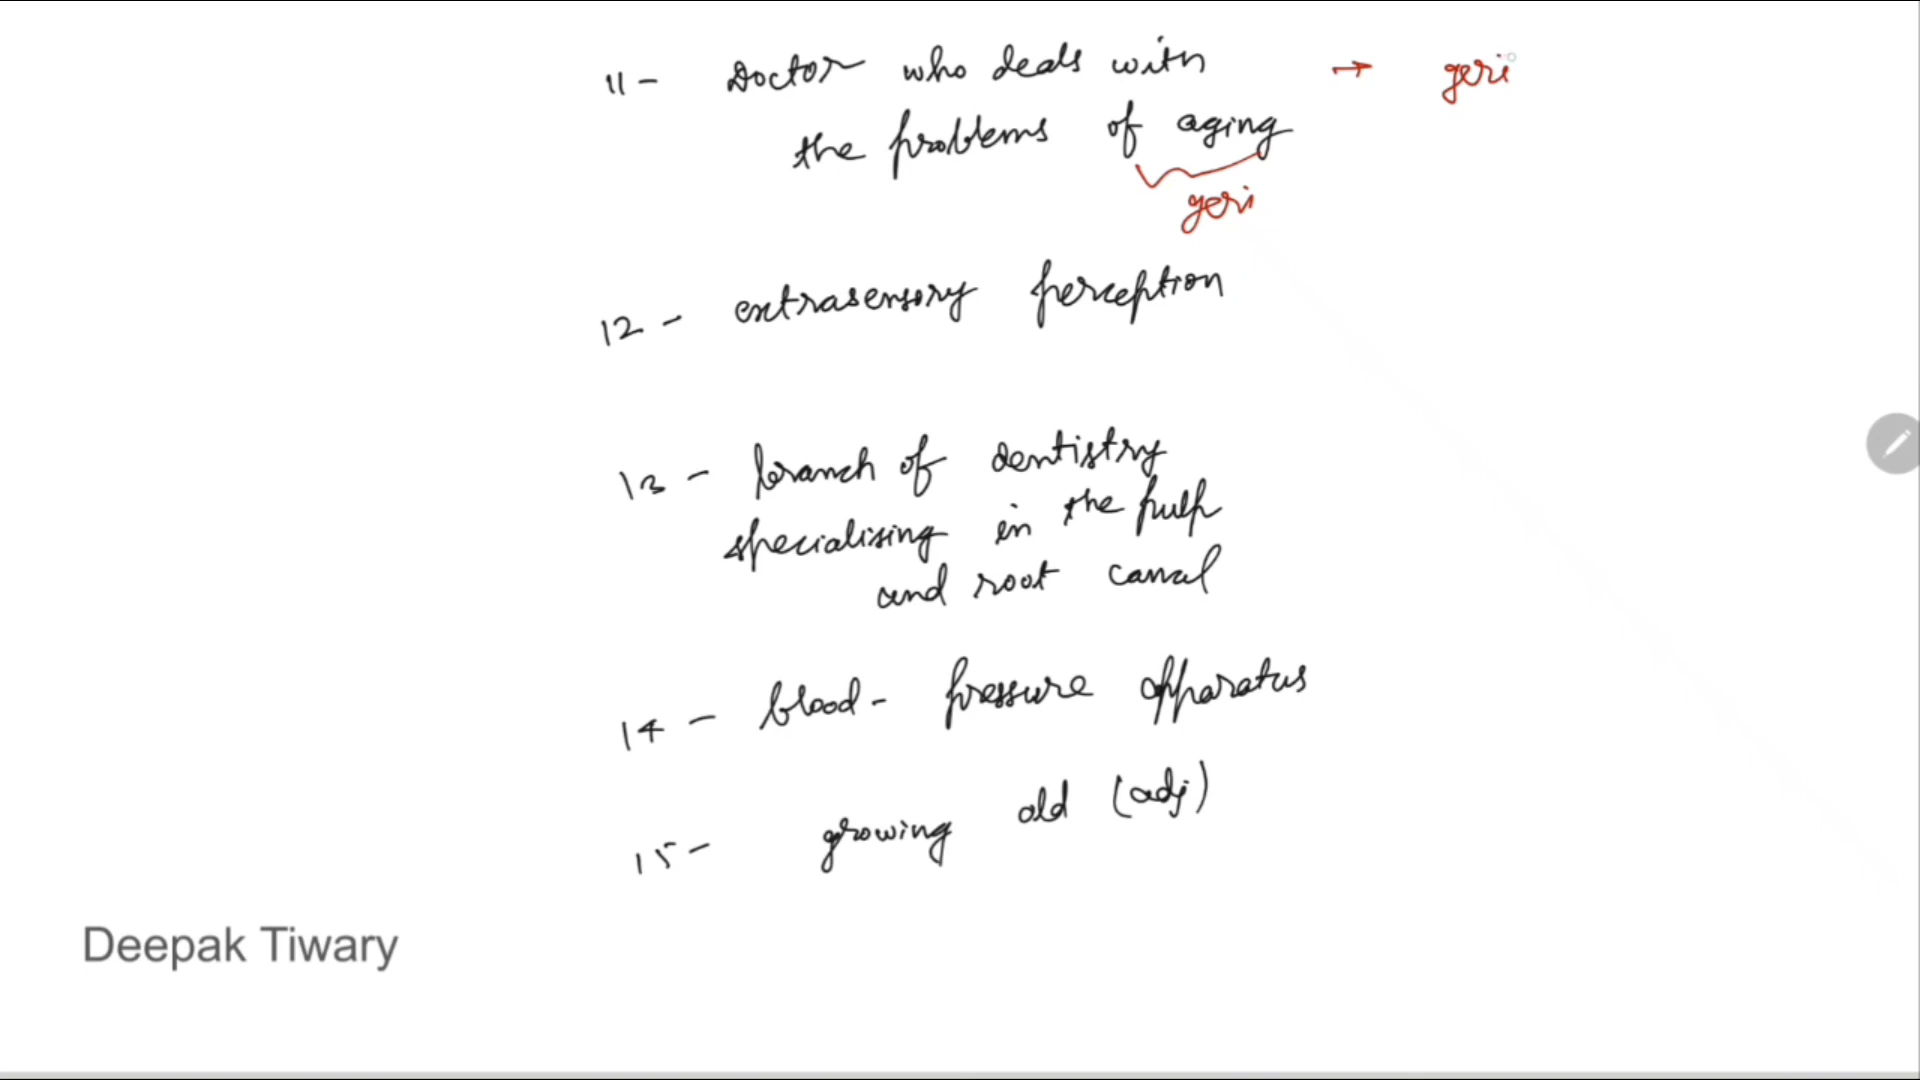 11 - Doctor who deals with → geri
the problems of aging
geri
12 - extrasensory perception
13 - branch of dentistry
specialising in the pulp
and root canal
14 - blood - pressure apparatus
15 - growing old (adj)
Deepak Tiwary